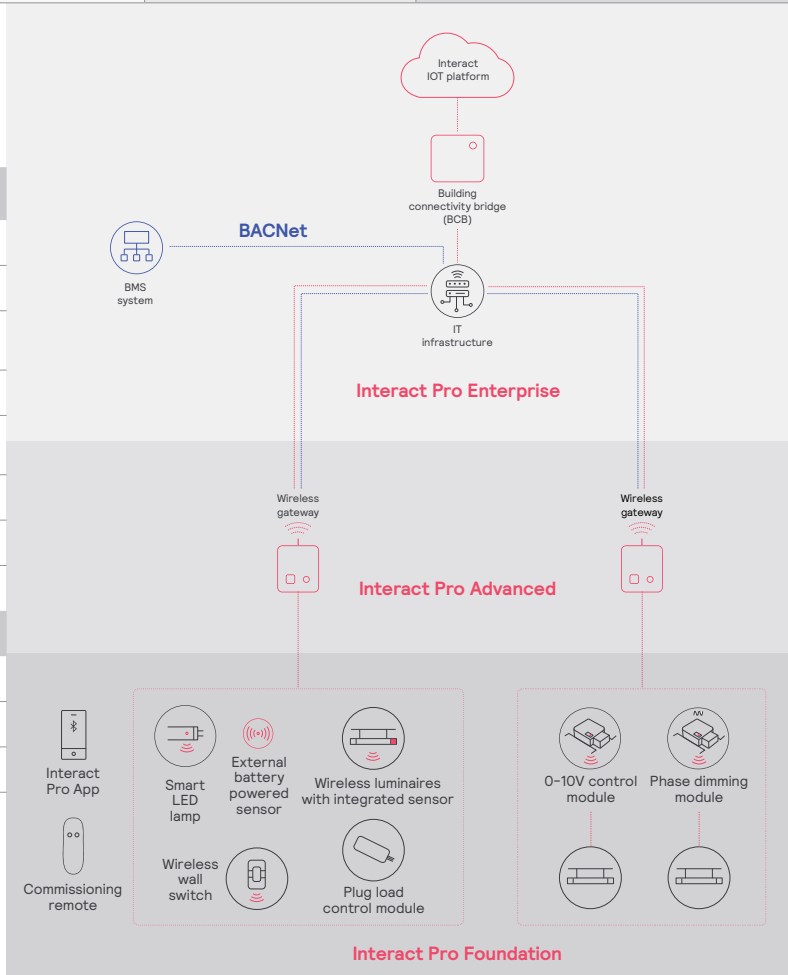 Interact
IOT platform
Building
connectivity bridge
(BCB)
BACNet
BMS
system
IT
infrastructure
Interact Pro Enterprise
Wireless
gateway
Wireless
gateway
Interact Pro Advanced
Interact
Pro App
Smart
LED
lamp
External
battery
powered
sensor
Wireless luminaires
with integrated sensor
0-10V control
module
Phase dimming
module
Commissioning
remote
Wireless
wall
switch
Plug load
control module
Interact Pro Foundation